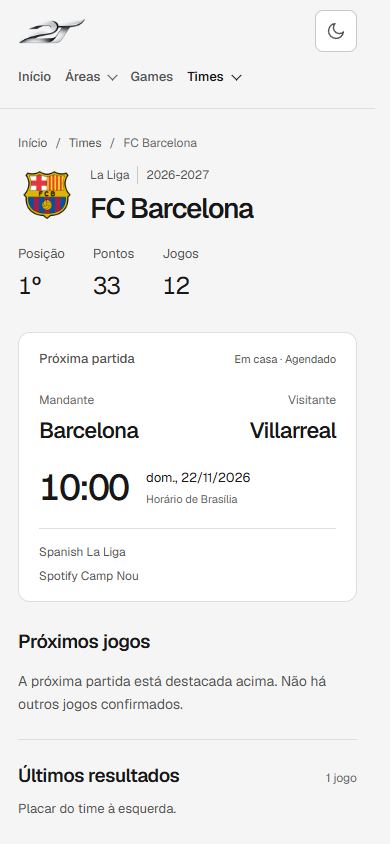 Início Áreas Games Times
Início / Times / FC Barcelona
La Liga 2026-2027
FCB
FC Barcelona
Posição Pontos Jogos
1º 33 12
Próxima partida Em casa · Agendado
Mandante Visitante
Barcelona Villarreal
10:00 dom., 22/11/2026
Horário de Brasília
Spanish La Liga
Spotify Camp Nou
Próximos jogos
A próxima partida está destacada acima. Não há
outros jogos confirmados.
Últimos resultados 1 jogo
Placar do time à esquerda.